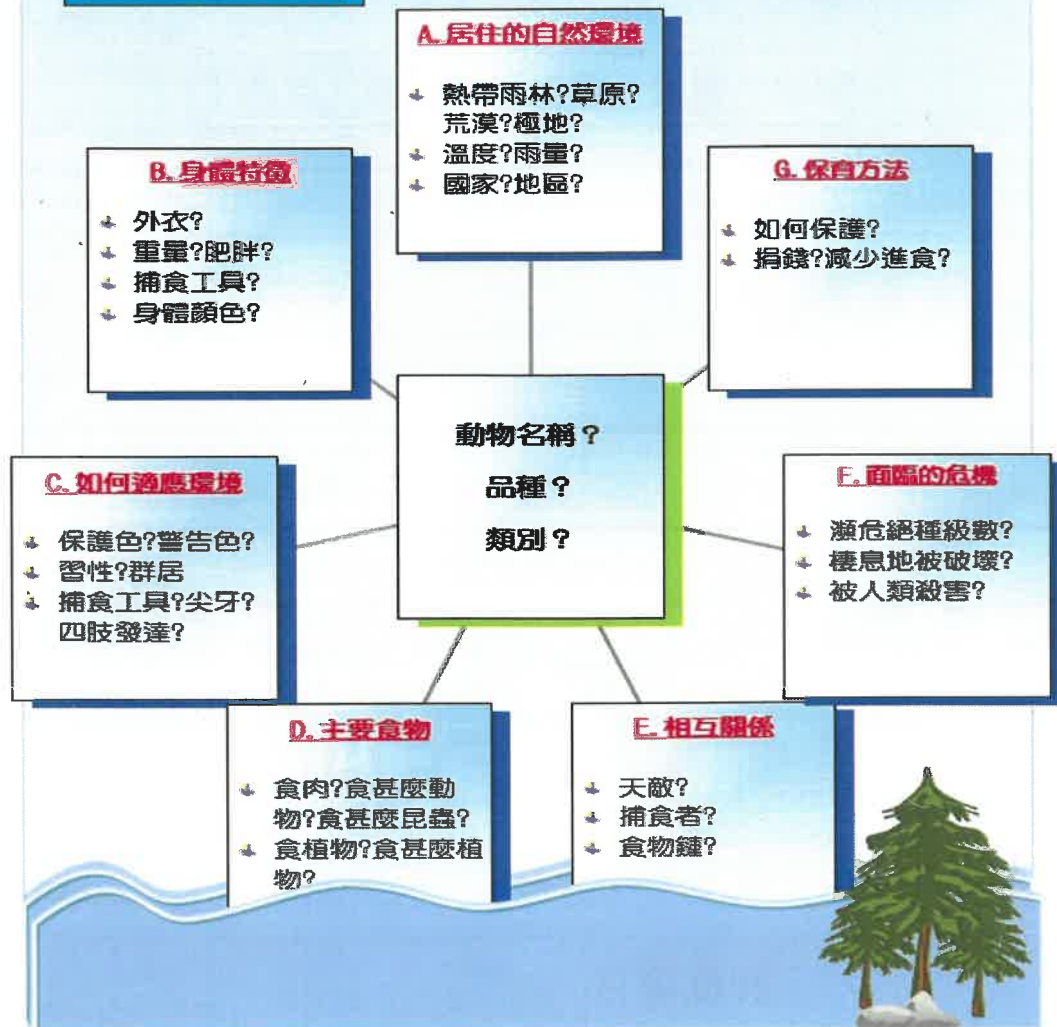 A. 居住的自然環境
熱帶雨林?草原?
荒漠?極地?
溫度?雨量?
國家?地區?
B. 身體特徵
外衣?
重量?肥胖?
捕食工具?
身體顏色?
G. 保育方法
如何保護?
捐錢?減少進食?
動物名稱？
品種？
類別？
C. 如何適應環境
保護色?警告色?
習性?群居
捕食工具?尖牙?
四肢發達?
F. 面臨的危機
瀕危絕種級數?
棲息地被破壞?
被人類殺害?
D. 主要食物
食肉?食甚麼動
物?食甚麼昆蟲?
食植物?食甚麼植
物?
E. 相互關係
天敵?
捕食者?
食物鏈?